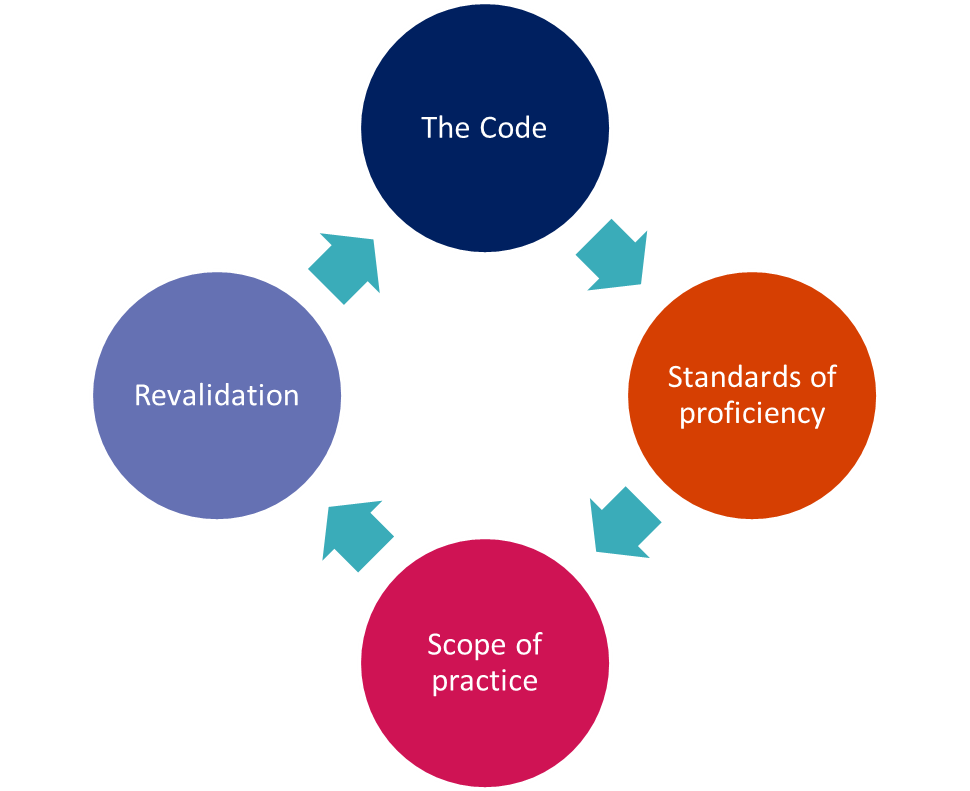 The Code
Standards of
proficiency
Scope of
practice
Revalidation